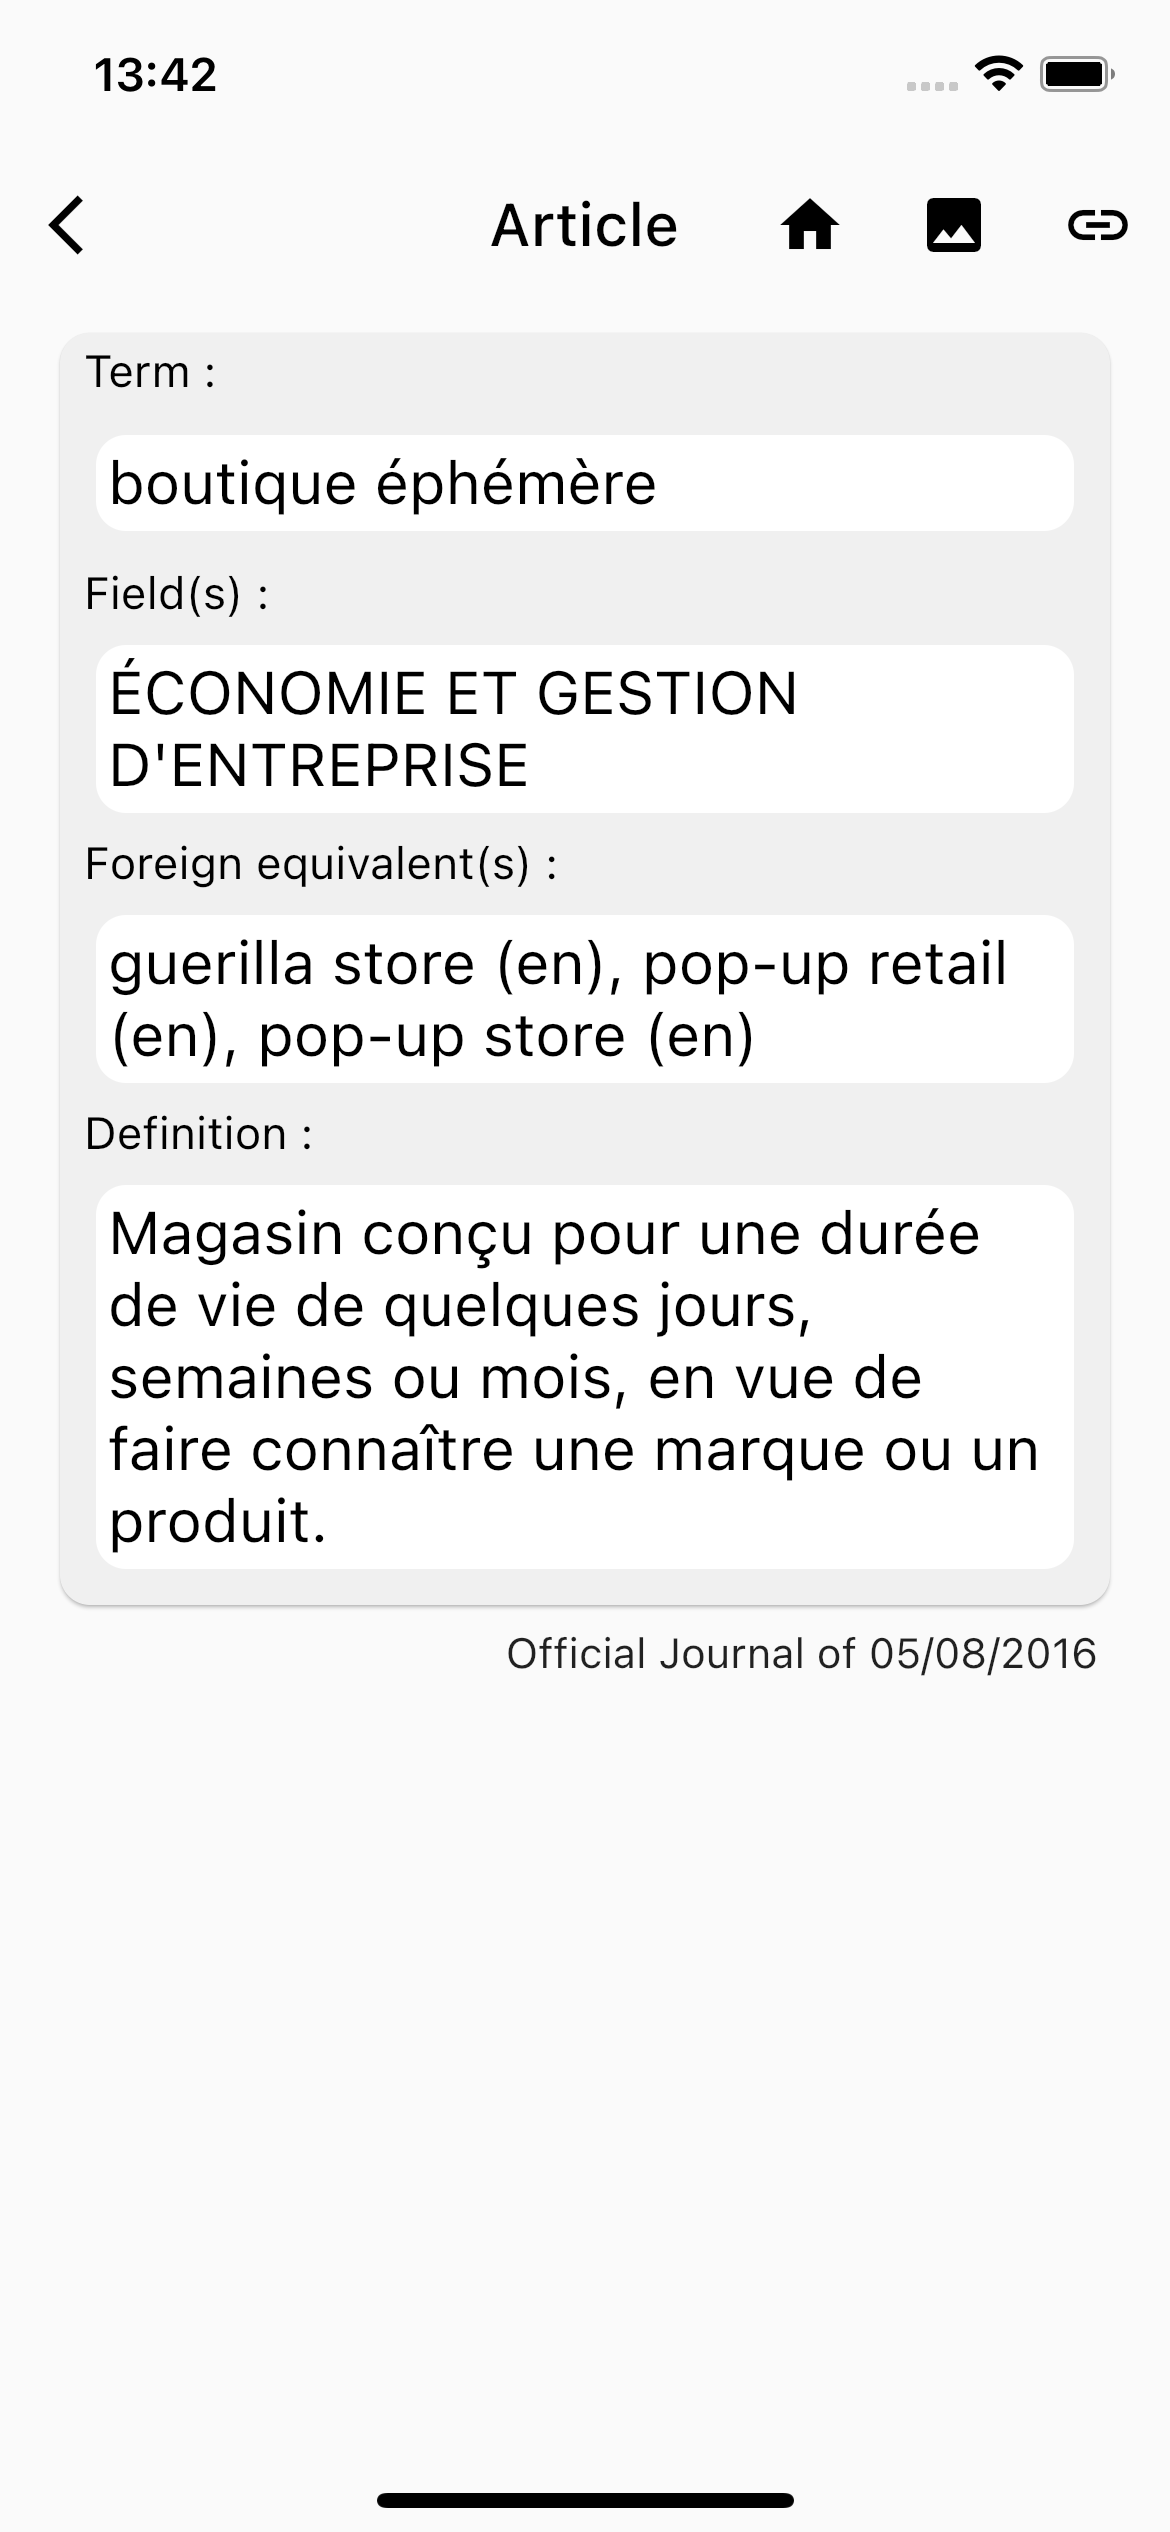 13:42
Article
Term :
boutique éphémère
Field(s) :
ÉCONOMIE ET GESTION
D'ENTREPRISE
Foreign equivalent(s) :
guerilla store (en), pop-up retail
(en), pop-up store (en)
Definition :
Magasin conçu pour une durée
de vie de quelques jours,
semaines ou mois, en vue de
faire connaître une marque ou un
produit.
Official Journal of 05/08/2016